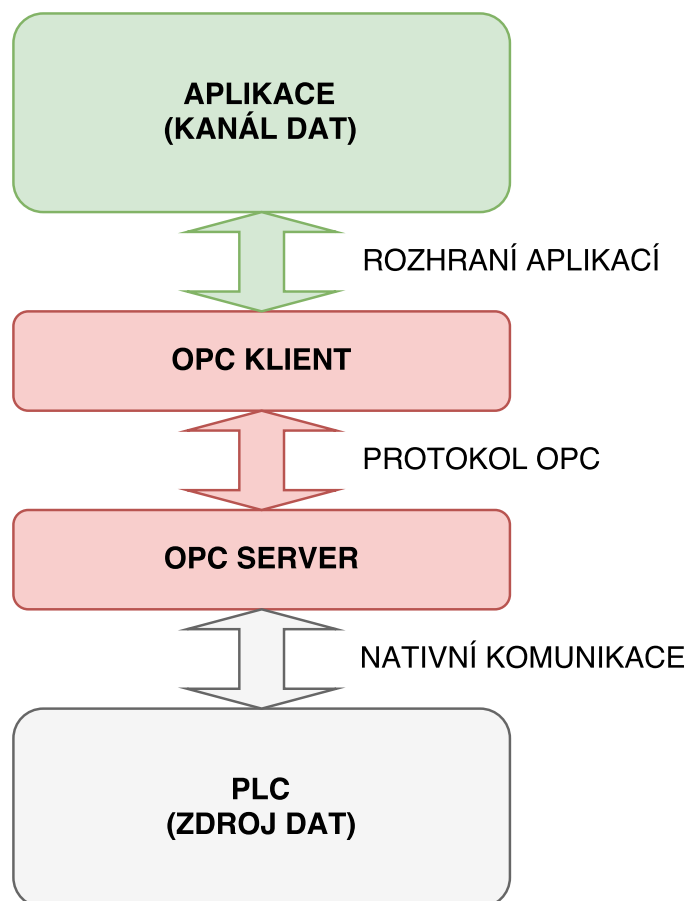 APLIKACE
(KANÁL DAT)
ROZHRANÍ APLIKACÍ
OPC KLIENT
PROTOKOL OPC
OPC SERVER
NATIVNÍ KOMUNIKACE
PLC
(ZDROJ DAT)